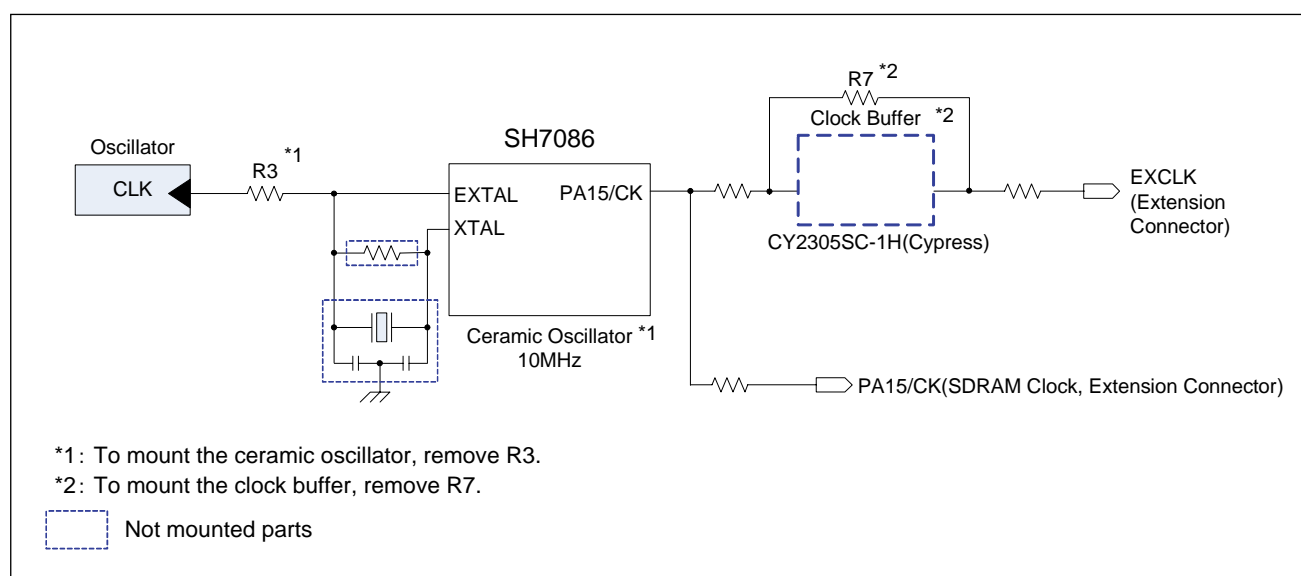 R7 *2
Clock Buffer *2
SH7086
Oscillator
R3 *1
CLK
EXTAL
PA15/CK
XTAL
EXCLK
(Extension
Connector)
CY2305SC-1H(Cypress)
Ceramic Oscillator *1
10MHz
PA15/CK(SDRAM Clock, Extension Connector)
*1: To mount the ceramic oscillator, remove R3.
*2: To mount the clock buffer, remove R7.
Not mounted parts